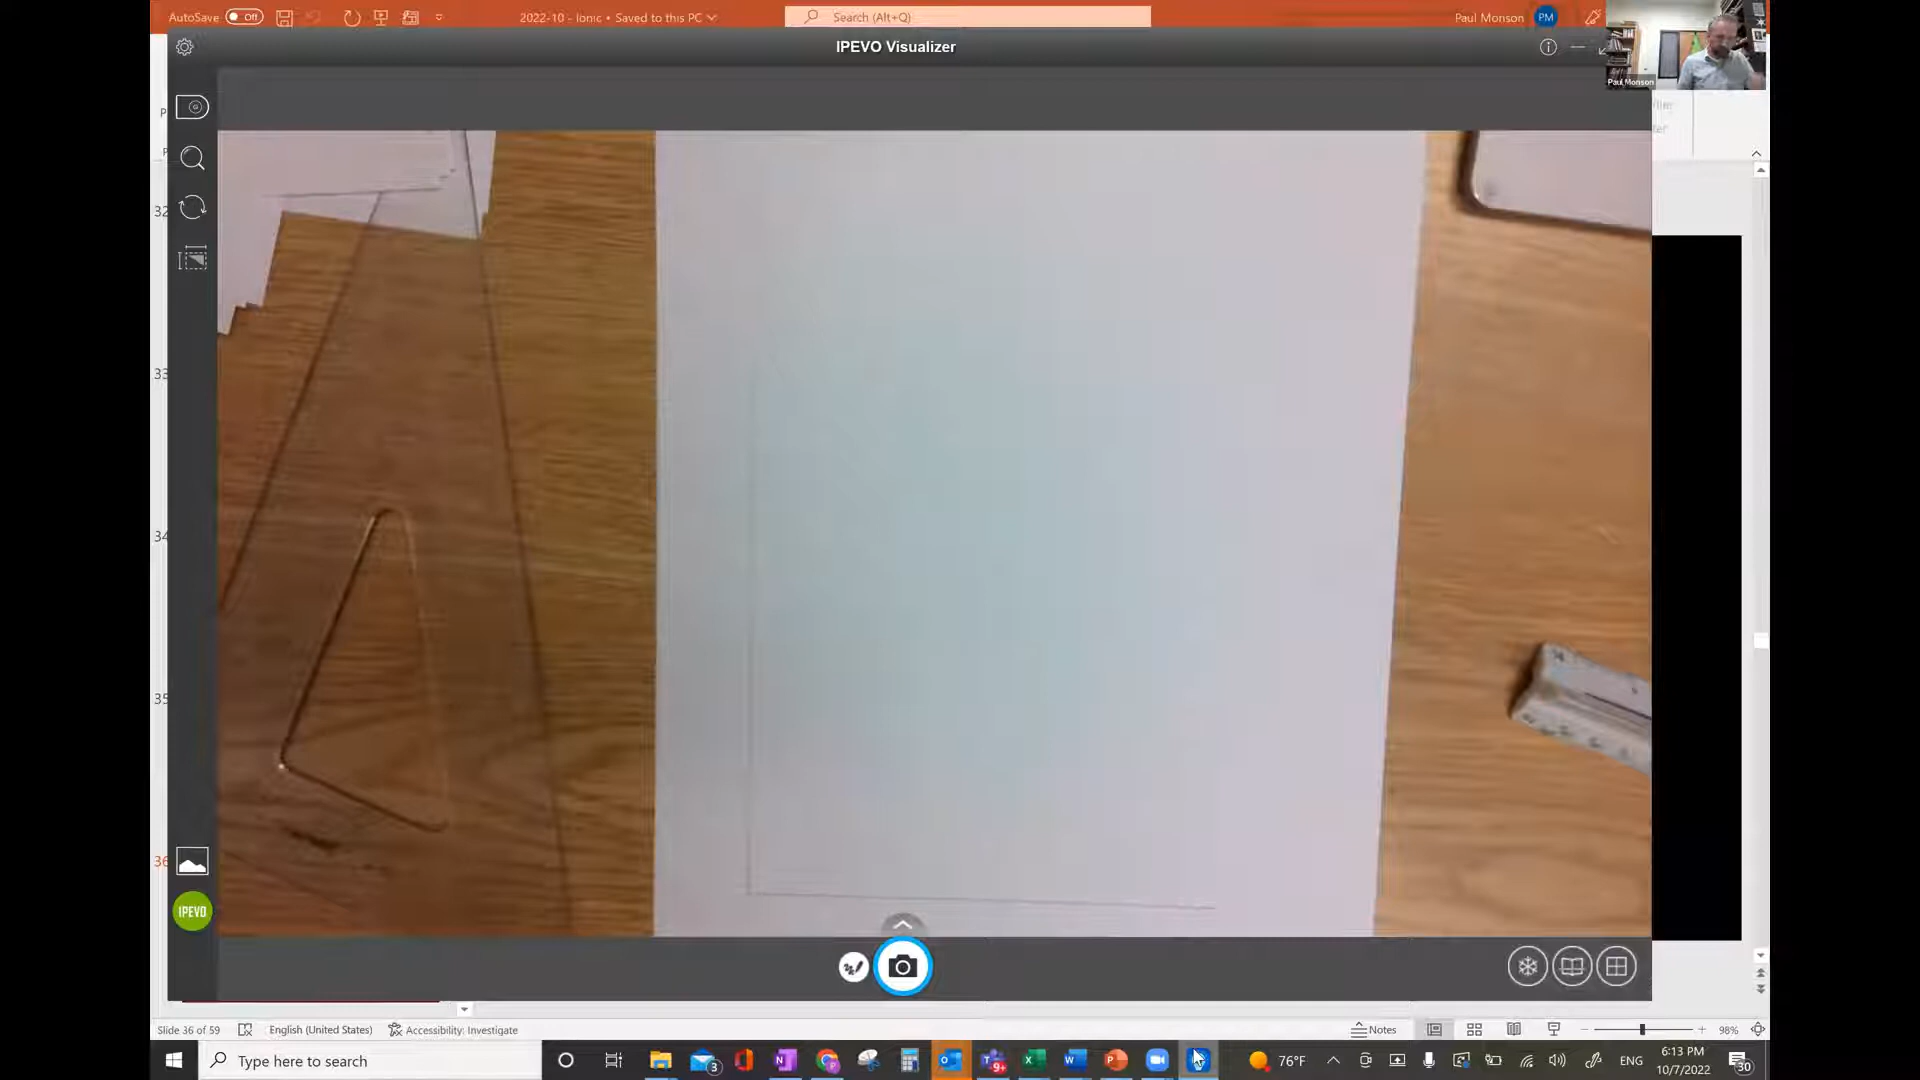 AutoSave Off
2022-10 - Ionic • Saved to this PC
Search (Alt+Q)
Paul Monson PM
IPEVO Visualizer
Paul Monson
32
33
34
35
36
IPEVO
Slide 36 of 59
English (United States)
Accessibility: Investigate
Notes
98%
Type here to search
3
9+
76°F
ENG
6:13 PM
10/7/2022
30